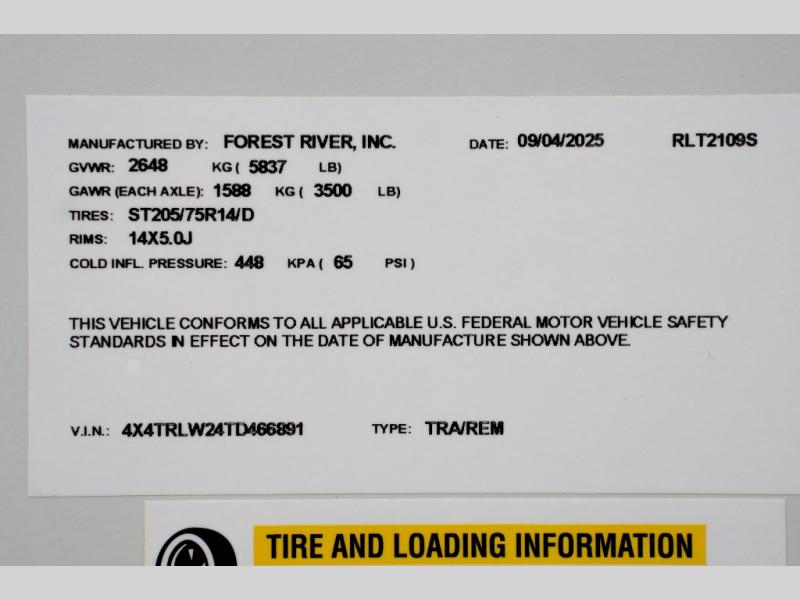 MANUFACTURED BY: FOREST RIVER, INC. DATE: 09/04/2025 RLT2109S
GVWR: 2648 KG ( 5837 LB)
GAWR (EACH AXLE): 1588 KG ( 3500 LB)
TIRES: ST205/75R14/D
RIMS: 14X5.0J
COLD INFL. PRESSURE: 448 KPA ( 65 PSI )
THIS VEHICLE CONFORMS TO ALL APPLICABLE U.S. FEDERAL MOTOR VEHICLE SAFETY
STANDARDS IN EFFECT ON THE DATE OF MANUFACTURE SHOWN ABOVE.
V.I.N.: 4X4TRLW24TD466891 TYPE: TRA/REM
TIRE AND LOADING INFORMATION